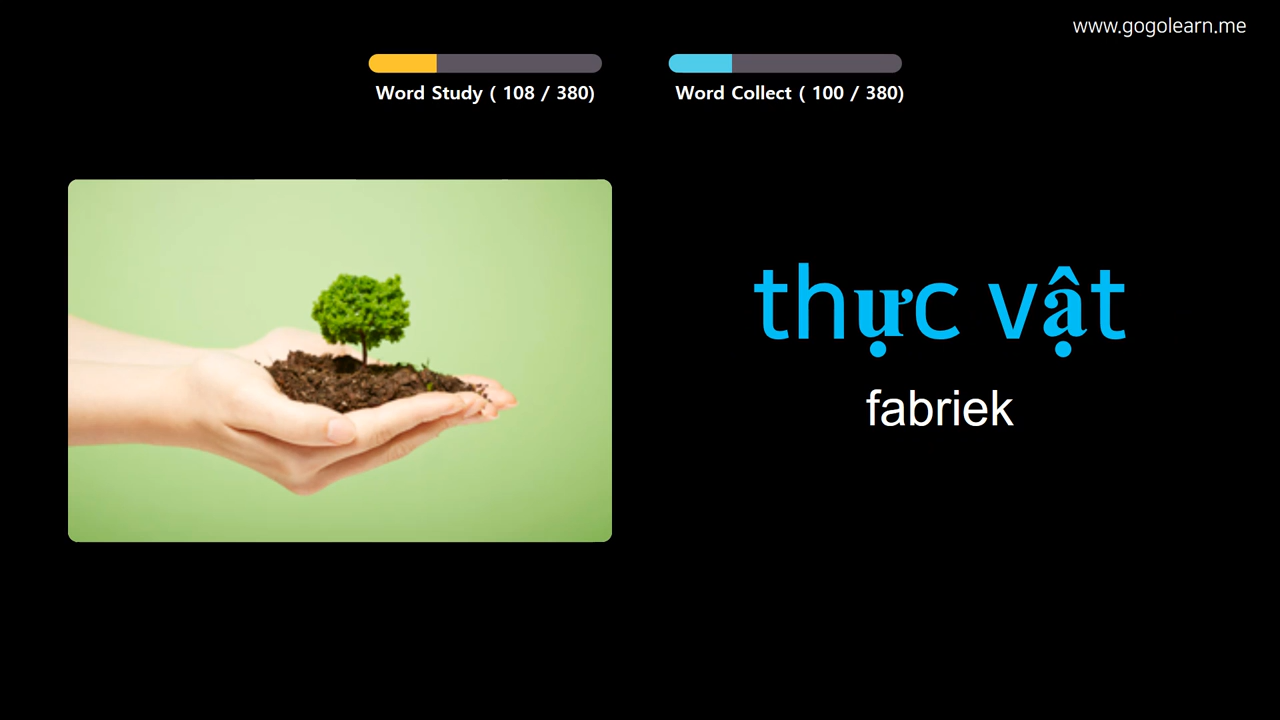 www.gogolearn.me
Word Study ( 108 / 380)
Word Collect ( 100 / 380)
thực vật
fabriek